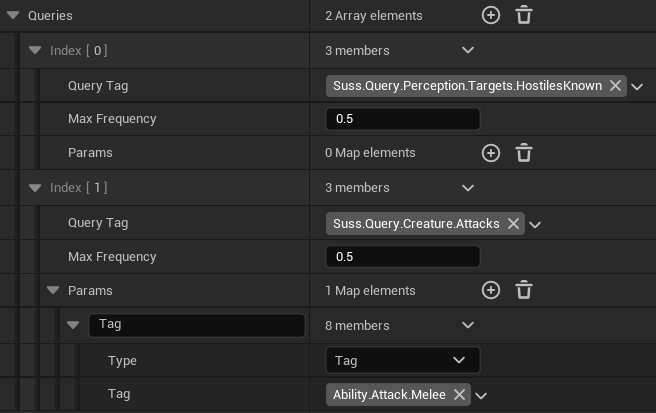 Queries 2 Array elements
Index [ 0 ] 3 members
Query Tag Suss.Query.Perception.Targets.HostilesKnown
Max Frequency 0.5
Params 0 Map elements
Index [ 1 ] 3 members
Query Tag Suss.Query.Creature.Attacks
Max Frequency 0.5
Params 1 Map elements
Tag 8 members
Type Tag
Tag Ability.Attack.Melee